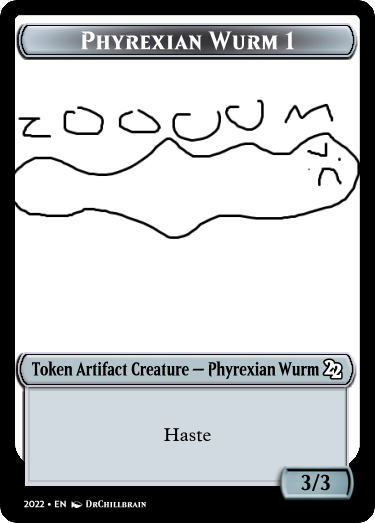 Phyrexian Wurm 1
ZOOOUM
Token Artifact Creature — Phyrexian Wurm
Haste
3/3
2022 • EN DrChillbrain